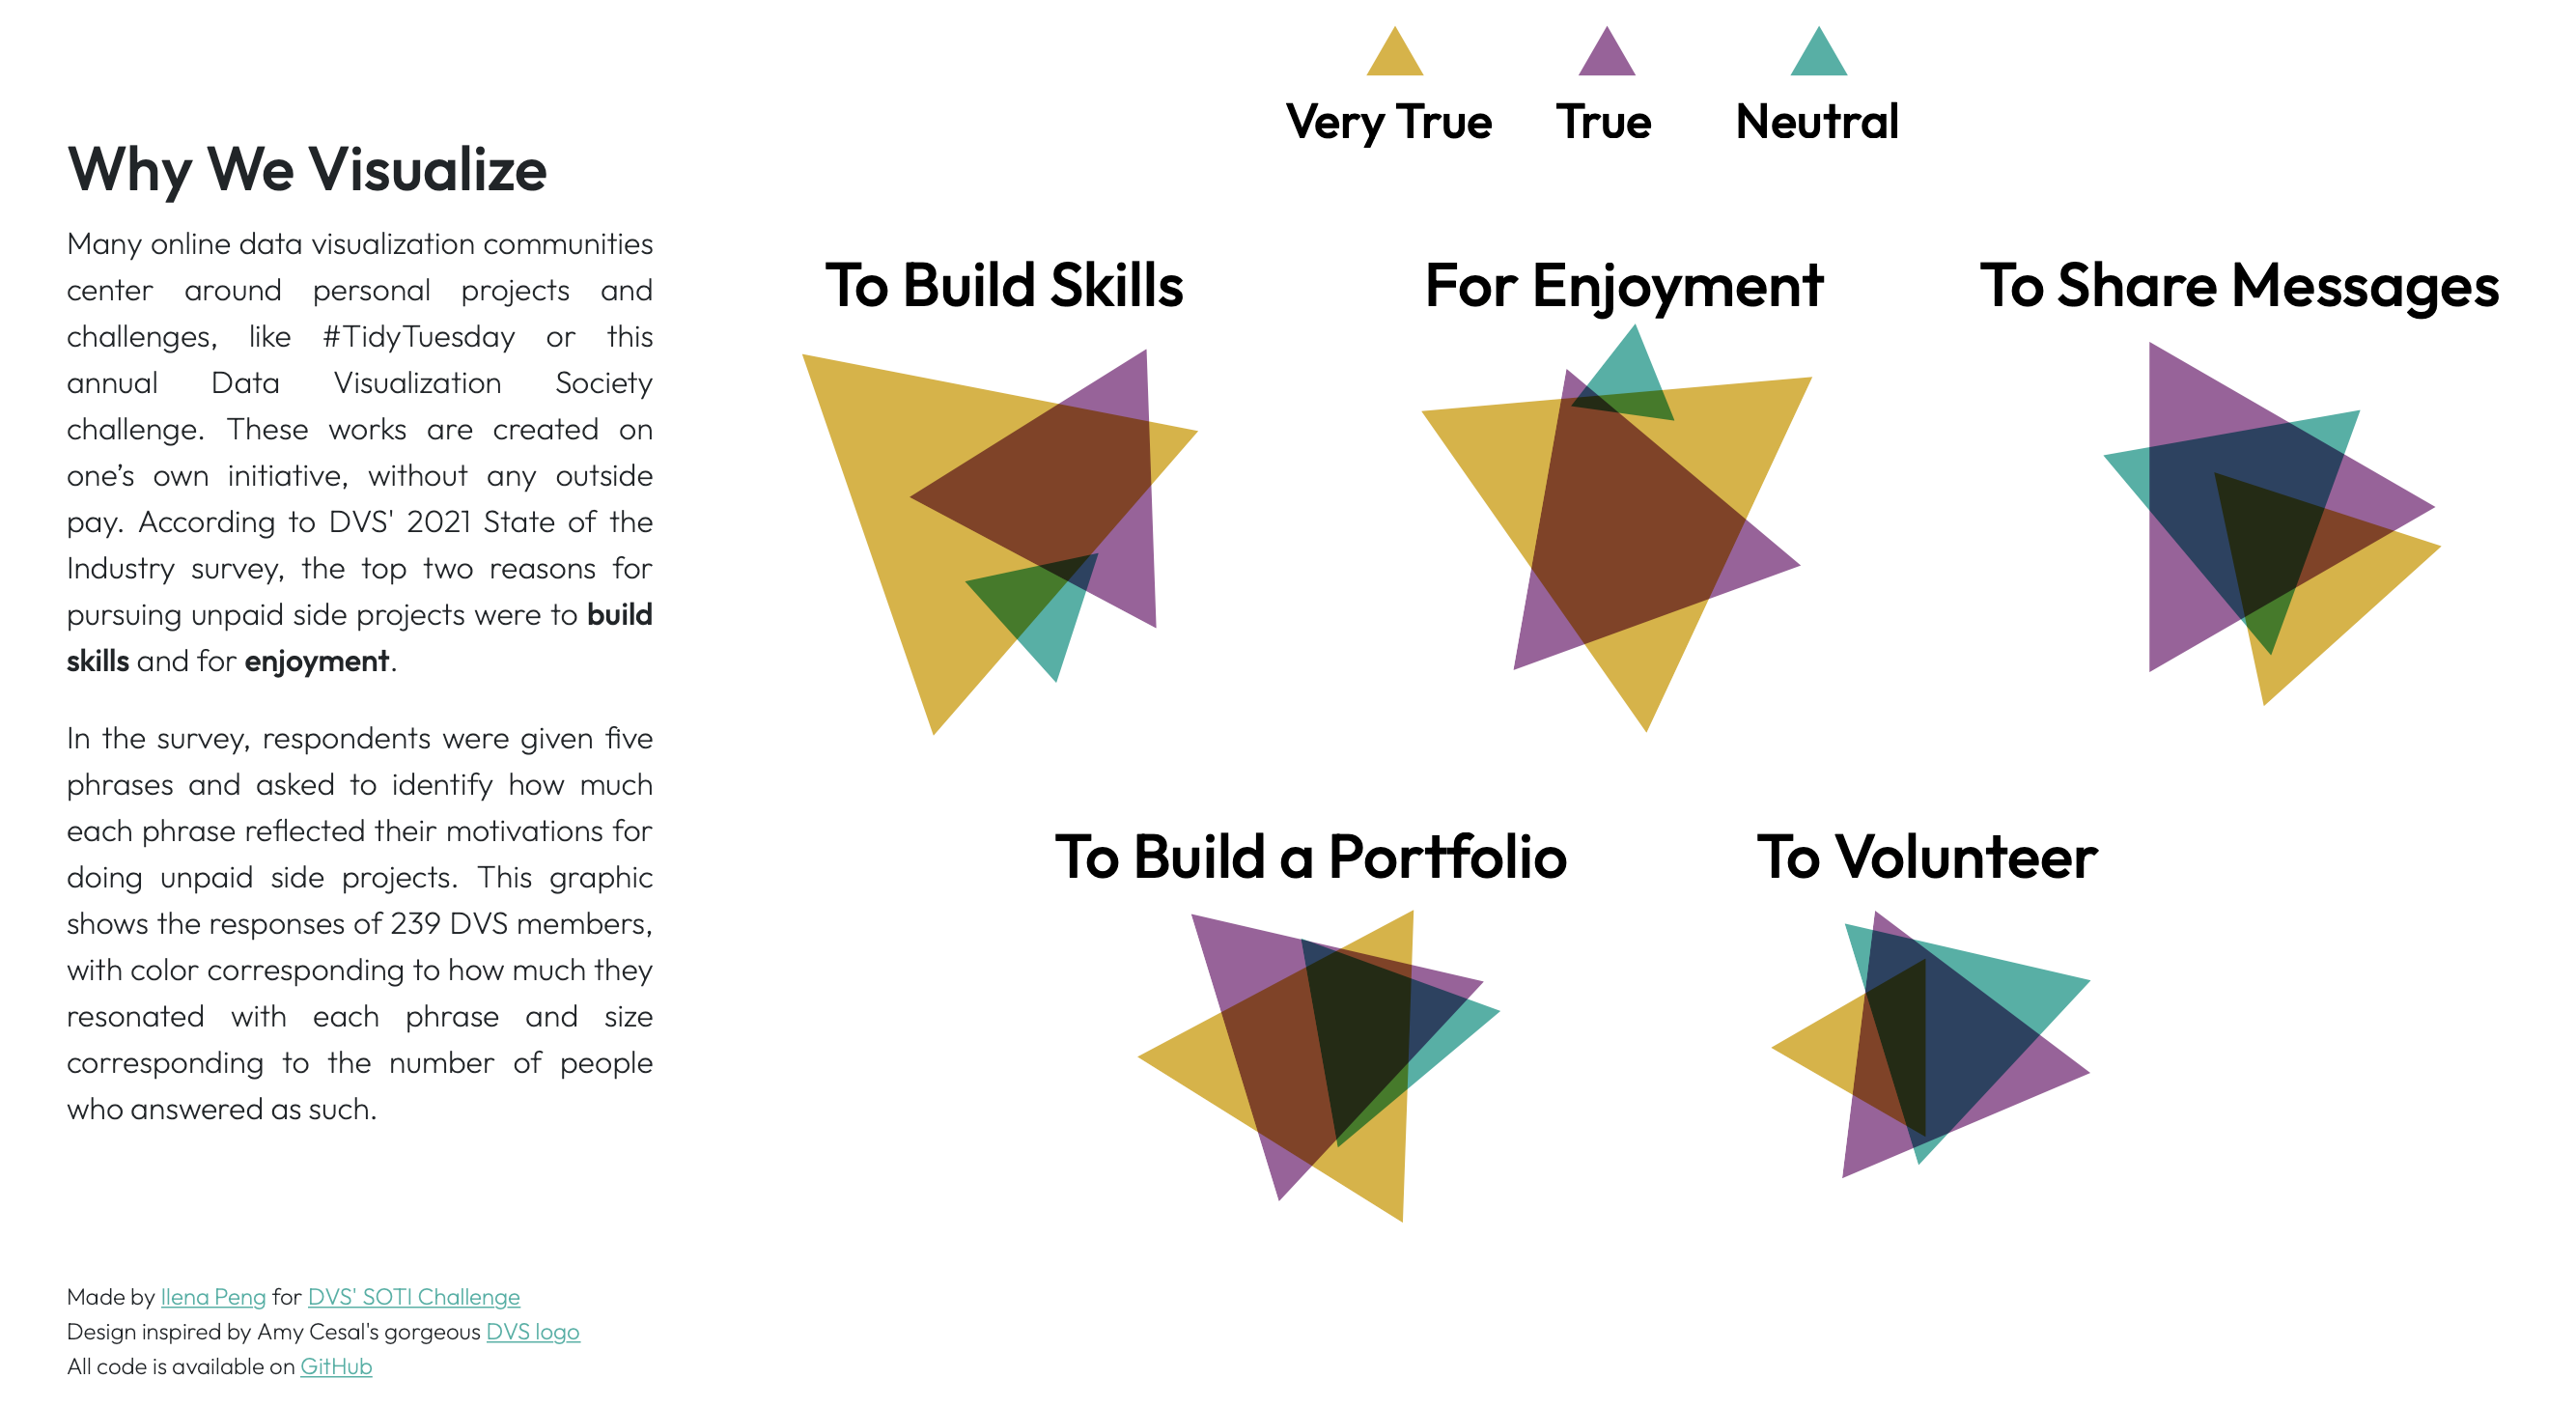 Very True
True
Neutral
Why We Visualize
Many online data visualization communities
center around personal projects and
challenges, like #TidyTuesday or this
annual Data Visualization Society
challenge. These works are created on
one’s own initiative, without any outside
pay. According to DVS' 2021 State of the
Industry survey, the top two reasons for
pursuing unpaid side projects were to build
skills and for enjoyment.
In the survey, respondents were given five
phrases and asked to identify how much
each phrase reflected their motivations for
doing unpaid side projects. This graphic
shows the responses of 239 DVS members,
with color corresponding to how much they
resonated with each phrase and size
corresponding to the number of people
who answered as such.
To Build Skills
For Enjoyment
To Share Messages
To Build a Portfolio
To Volunteer
Made by Ilena Peng for DVS' SOTI Challenge
Design inspired by Amy Cesal's gorgeous DVS logo
All code is available on GitHub